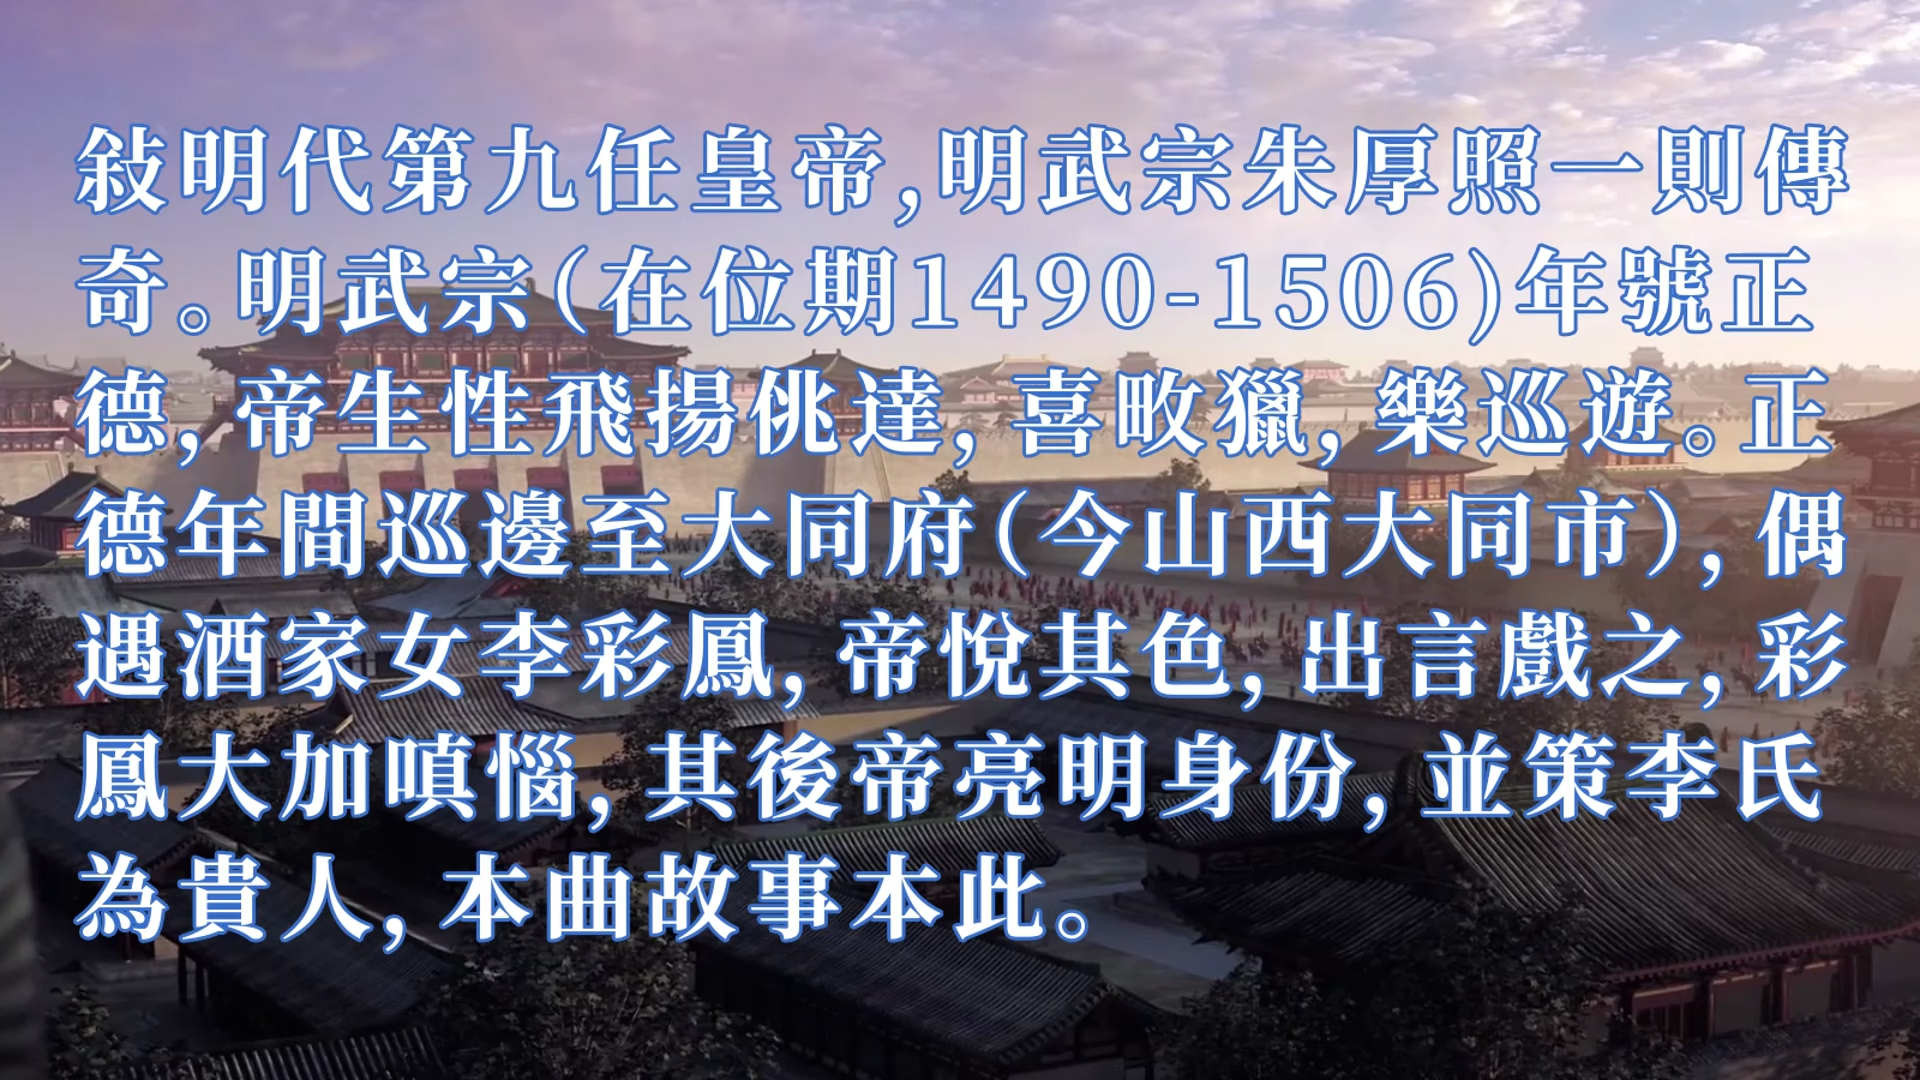 敍明代第九任皇帝,明武宗朱厚照一則傳
奇。明武宗(在位期1490-1506)年號正
德,帝生性飛揚佻達,喜畋獵,樂巡遊。正
德年間巡邊至大同府(今山西大同市),偶
遇酒家女李彩鳳,帝悅其色,出言戲之,彩
鳳大加嗔惱,其後帝亮明身份,並策李氏
為貴人,本曲故事本此。